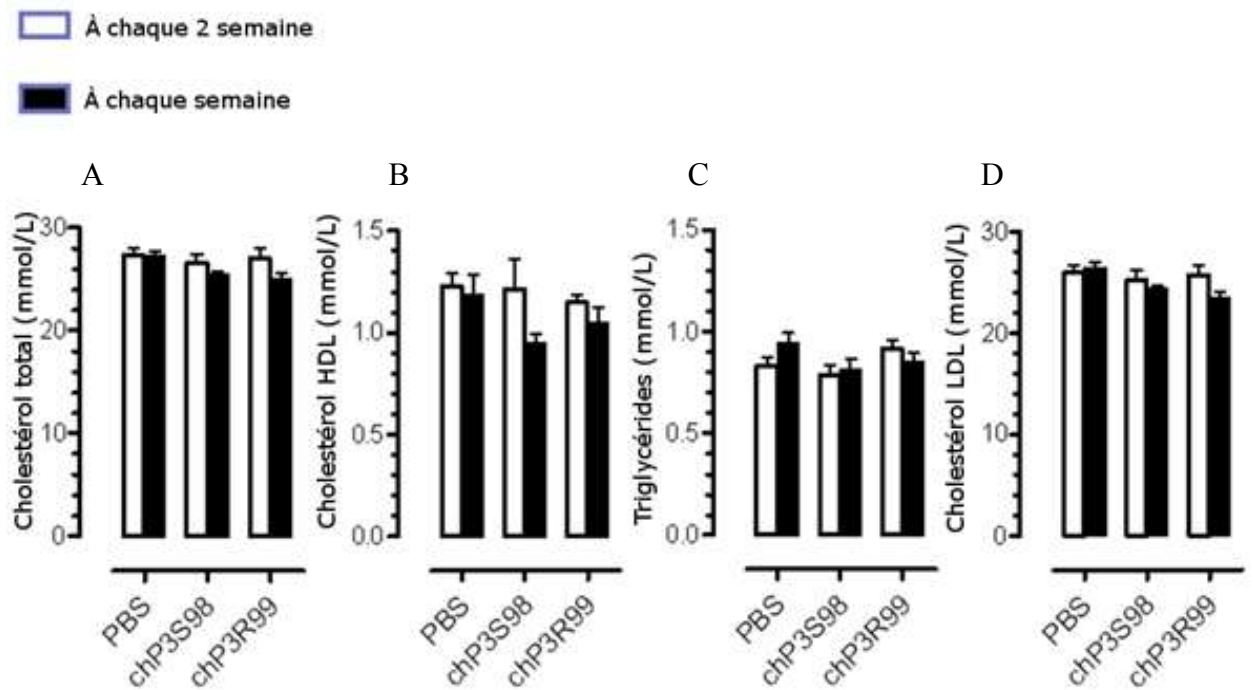 À chaque 2 semaine
À chaque semaine
A
B
C
D
Cholestérol total (mmol/L)
30
20
10
0
PBS
chP3S98
chP3R99
Cholestérol HDL (mmol/L)
1.5
1.0
0.5
0.0
PBS
chP3S98
chP3R99
Triglycérides (mmol/L)
1.5
1.0
0.5
0.0
PBS
chP3S98
chP3R99
Cholestérol LDL (mmol/L)
30
20
10
0
PBS
chP3S98
chP3R99